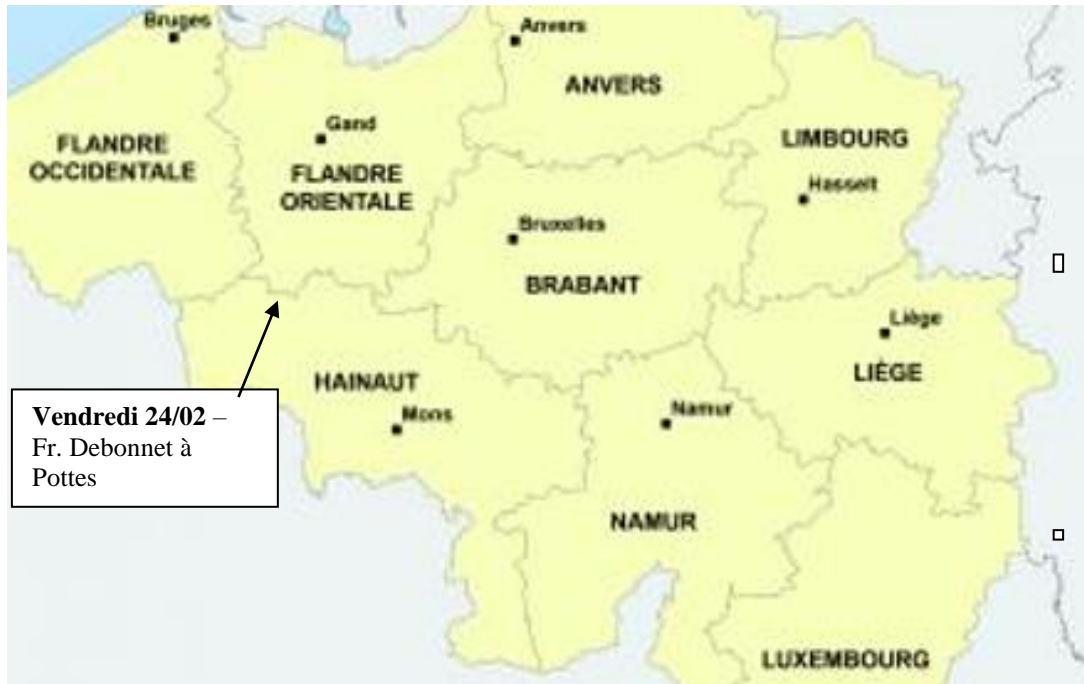 Bruges
Anvers
ANVERS
FLANDRE
OCCIDENTALE
Gand
FLANDRE
ORIENTALE
LIMBOURG
Hasselt
Bruxelles
BRABANT
Liège
LIÈGE
HAINAUT
Mons
Namur
Vendredi 24/02 –
Fr. Debonnet à
Pottes
NAMUR
LUXEMBOURG